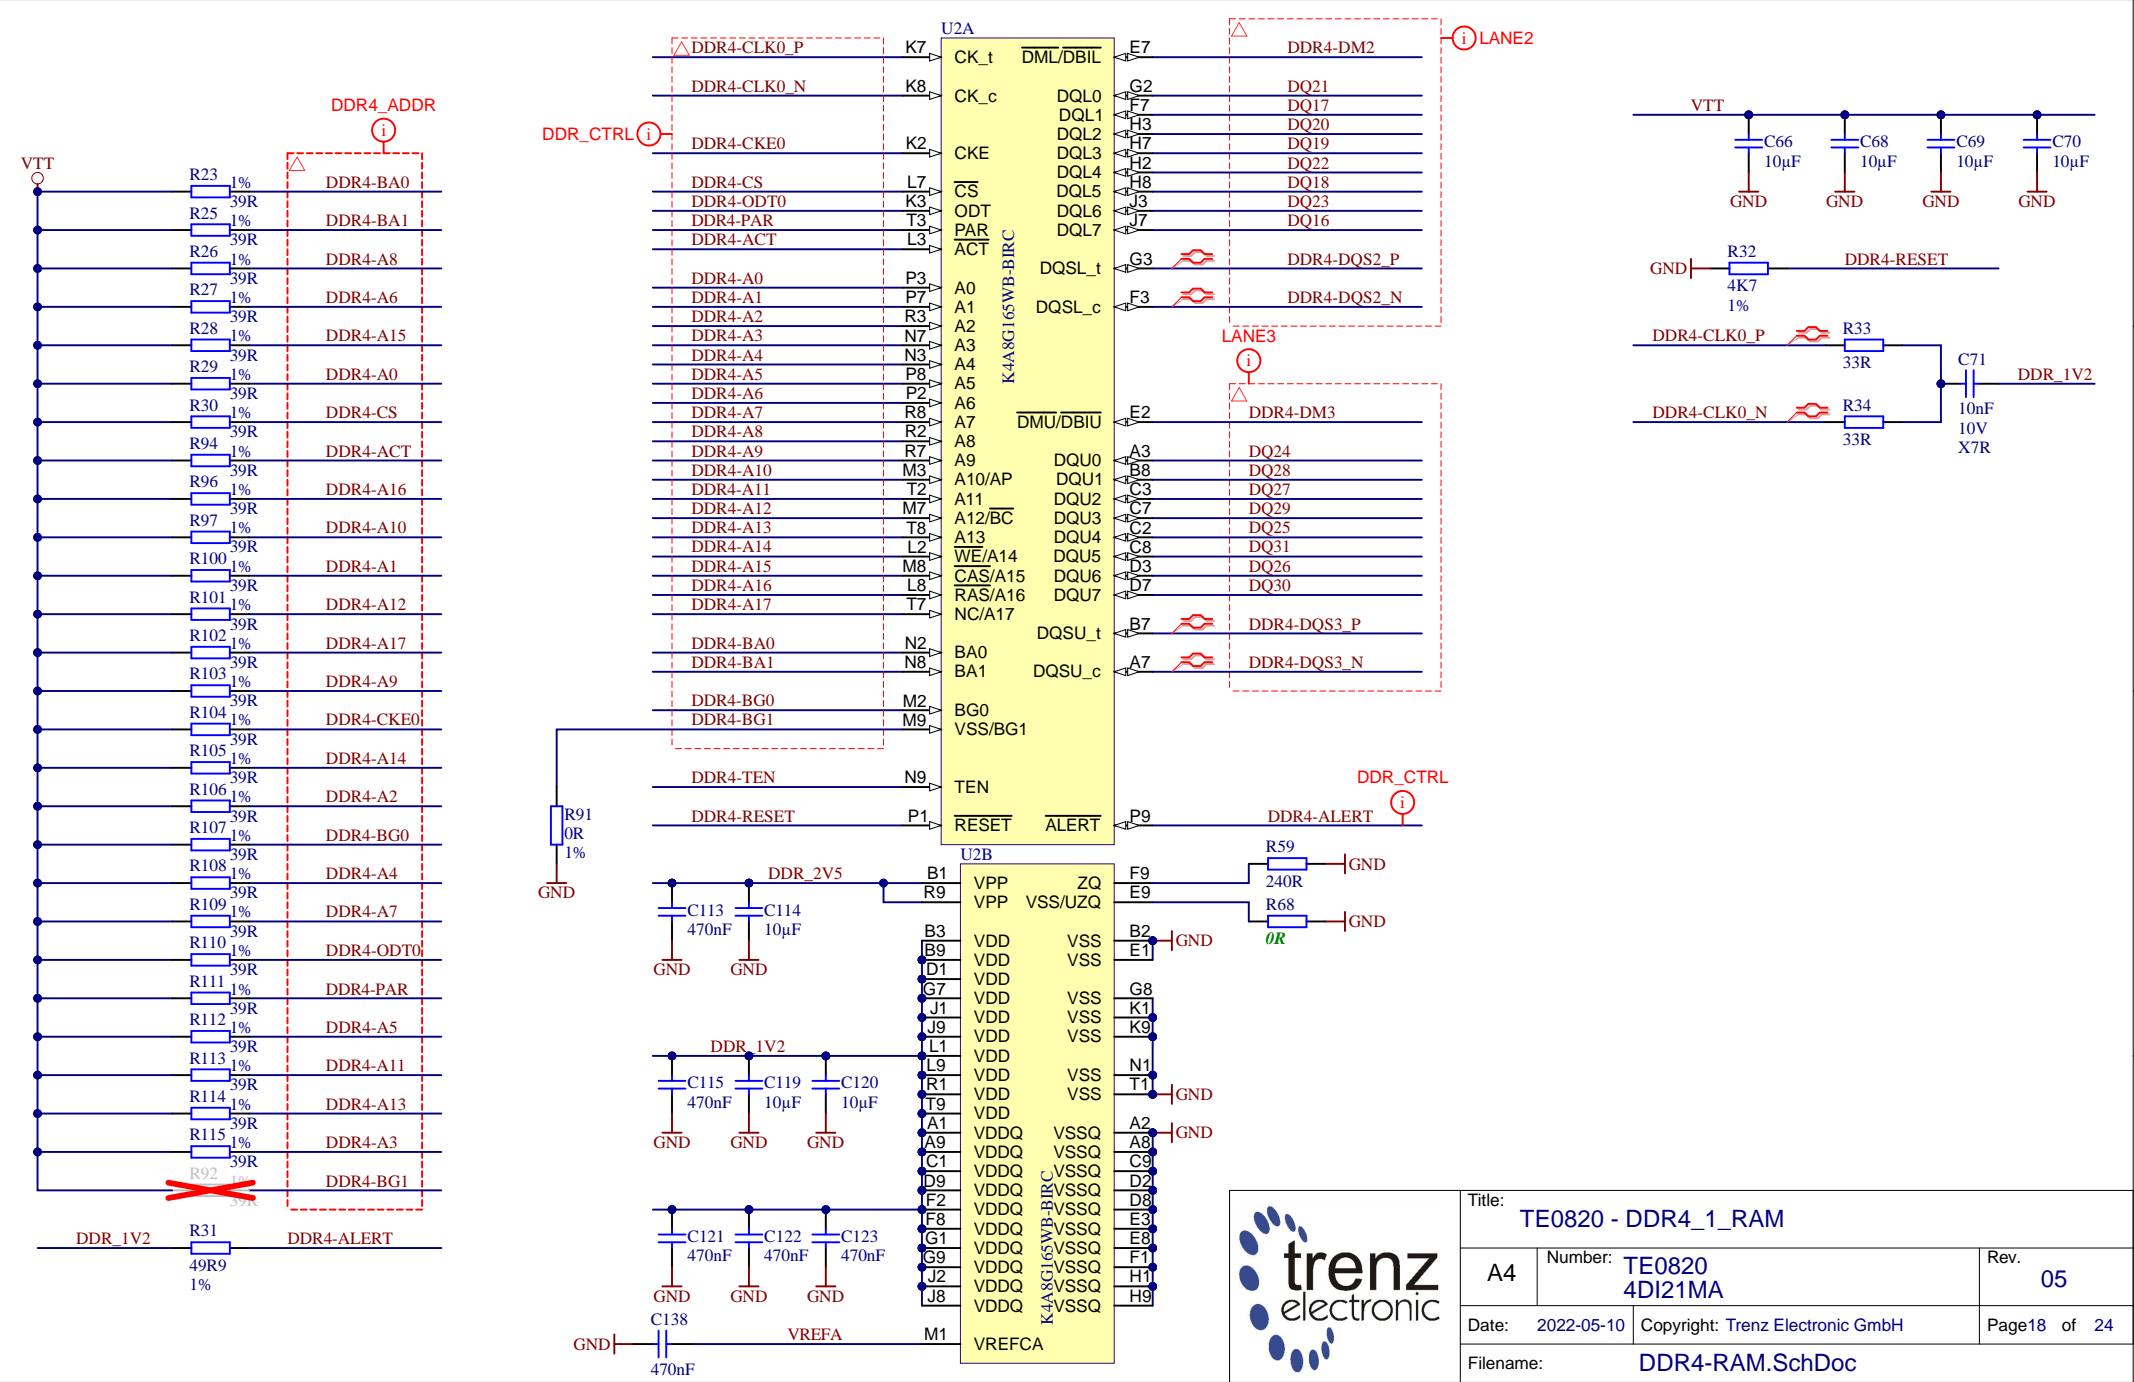 DDR4_ADDR
i
VTT
R23 1% 39R DDR4-BA0
R25 1% 39R DDR4-BA1
R26 1% 39R DDR4-A8
R27 1% 39R DDR4-A6
R28 1% 39R DDR4-A15
R29 1% 39R DDR4-A0
R30 1% 39R DDR4-CS
R94 1% 39R DDR4-ACT
R96 1% 39R DDR4-A16
R97 1% 39R DDR4-A10
R100 1% 39R DDR4-A1
R101 1% 39R DDR4-A12
R102 1% 39R DDR4-A17
R103 1% 39R DDR4-A9
R104 1% 39R DDR4-CKE0
R105 1% 39R DDR4-A14
R106 1% 39R DDR4-A2
R107 1% 39R DDR4-BG0
R108 1% 39R DDR4-A4
R109 1% 39R DDR4-A7
R110 1% 39R DDR4-ODT0
R111 1% 39R DDR4-PAR
R112 1% 39R DDR4-A5
R113 1% 39R DDR4-A11
R114 1% 39R DDR4-A13
R115 1% 39R DDR4-A3
R92 1% 39R DDR4-BG1
DDR_1V2 R31 DDR4-ALERT
49R9
1%
U2A
DDR_CTRL i
DDR4-CLK0_P K7 CK_t
DDR4-CLK0_N K8 CK_c
DDR4-CKE0 K2 CKE
DDR4-CS L7 CS
DDR4-ODT0 K3 ODT
DDR4-PAR T3 PAR
DDR4-ACT L3 ACT
DDR4-A0 P3 A0
DDR4-A1 P7 A1
DDR4-A2 R3 A2
DDR4-A3 N7 A3
DDR4-A4 N3 A4
DDR4-A5 P8 A5
DDR4-A6 P2 A6
DDR4-A7 R8 A7
DDR4-A8 R2 A8
DDR4-A9 R7 A9
DDR4-A10 M3 A10/AP
DDR4-A11 T2 A11
DDR4-A12 M7 A12/BC
DDR4-A13 T8 A13
DDR4-A14 L2 WE/A14
DDR4-A15 M8 CAS/A15
DDR4-A16 L8 RAS/A16
DDR4-A17 T7 NC/A17
DDR4-BA0 N2 BA0
DDR4-BA1 N8 BA1
DDR4-BG0 M2 BG0
DDR4-BG1 M9 VSS/BG1
DDR4-TEN N9 TEN
DDR4-RESET P1 RESET
R91
0R
1%
GND
K4A8G165WB-BIRC
i LANE2
DML/DBIL E7 DDR4-DM2
DQL0 G2 DQ21
DQL1 F7 DQ17
DQL2 H3 DQ20
DQL3 H7 DQ19
DQL4 H2 DQ22
DQL5 H8 DQ18
DQL6 J3 DQ23
DQL7 J7 DQ16
DQSL_t G3 DDR4-DQS2_P
DQSL_c F3 DDR4-DQS2_N
LANE3
i
DMU/DBIU E2 DDR4-DM3
DQU0 A3 DQ24
DQU1 B8 DQ28
DQU2 C3 DQ27
DQU3 C7 DQ29
DQU4 C2 DQ25
DQU5 C8 DQ31
DQU6 D3 DQ26
DQU7 D7 DQ30
DQSU_t B7 DDR4-DQS3_P
DQSU_c A7 DDR4-DQS3_N
DDR_CTRL
i
ALERT P9 DDR4-ALERT
U2B
DDR_2V5 B1 VPP
R9 VPP
C113 470nF GND
C114 10µF GND
ZQ F9 R59 240R GND
VSS/UZQ E9 R68 0R GND
B3 VDD
B9 VDD
D1 VDD
G7 VDD
J1 VDD
J9 VDD
DDR_1V2 L1 VDD
L9 VDD
R1 VDD
T9 VDD
A1 VDDQ
A9 VDDQ
C1 VDDQ
D9 VDDQ
F2 VDDQ
F8 VDDQ
G1 VDDQ
G9 VDDQ
J2 VDDQ
J8 VDDQ
C115 470nF GND
C119 10µF GND
C120 10µF GND
C121 470nF GND
C122 470nF GND
C123 470nF GND
GND C138 470nF VREFA M1 VREFCA
K4A8G165WB-BIRC
VSS B2 GND
VSS E1
VSS G8
VSS K1
VSS K9
VSS N1
VSS T1 GND
VSSQ A2 GND
VSSQ A8
VSSQ C9
VSSQ D2
VSSQ D8
VSSQ E3
VSSQ E8
VSSQ F1
VSSQ H1
VSSQ H9
VTT
C66 10µF GND
C68 10µF GND
C69 10µF GND
C70 10µF GND
GND R32 DDR4-RESET
4K7
1%
DDR4-CLK0_P R33
33R
C71 DDR_1V2
10nF
10V
X7R
DDR4-CLK0_N R34
33R
trenz
electronic
Title:
TE0820 - DDR4_1_RAM
A4 Number: TE0820
4DI21MA
Rev.
05
Date: 2022-05-10 Copyright: Trenz Electronic GmbH Page18 of 24
Filename: DDR4-RAM.SchDoc